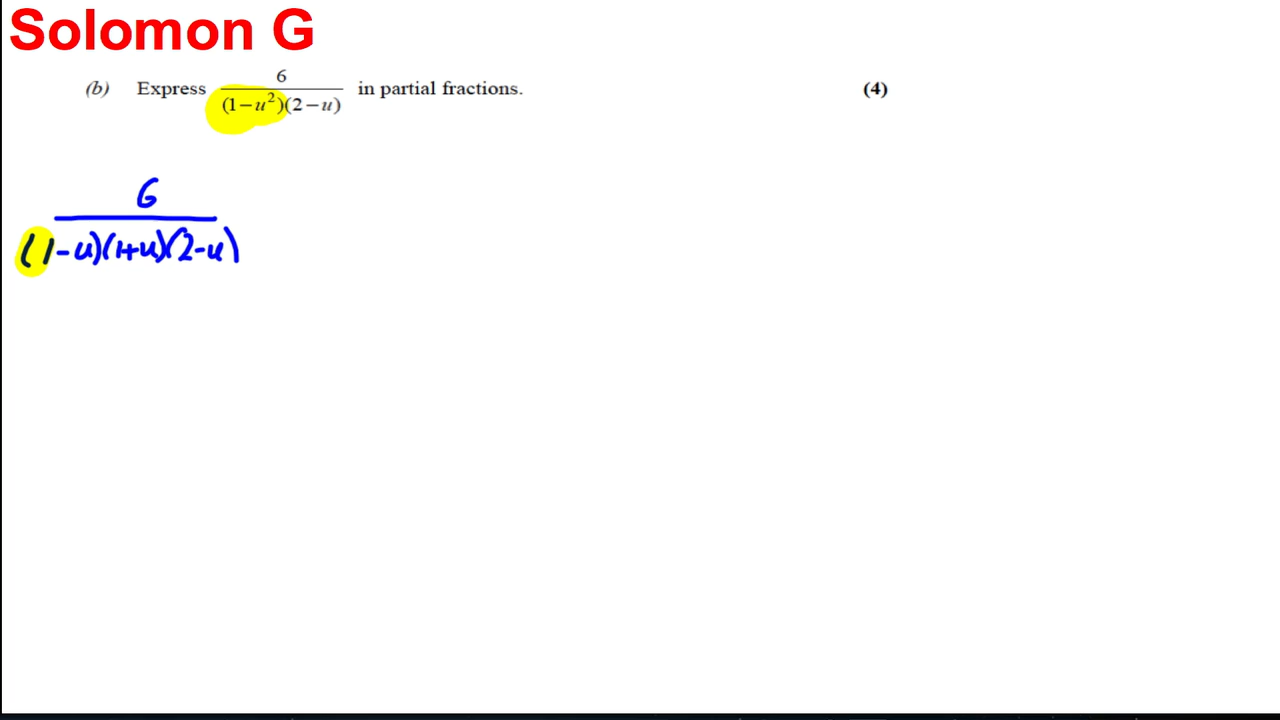 Solomon G
(b) Express 6/((1−u²)(2−u)) in partial fractions. (4)
6
(1-u)(1+u)(2-u)